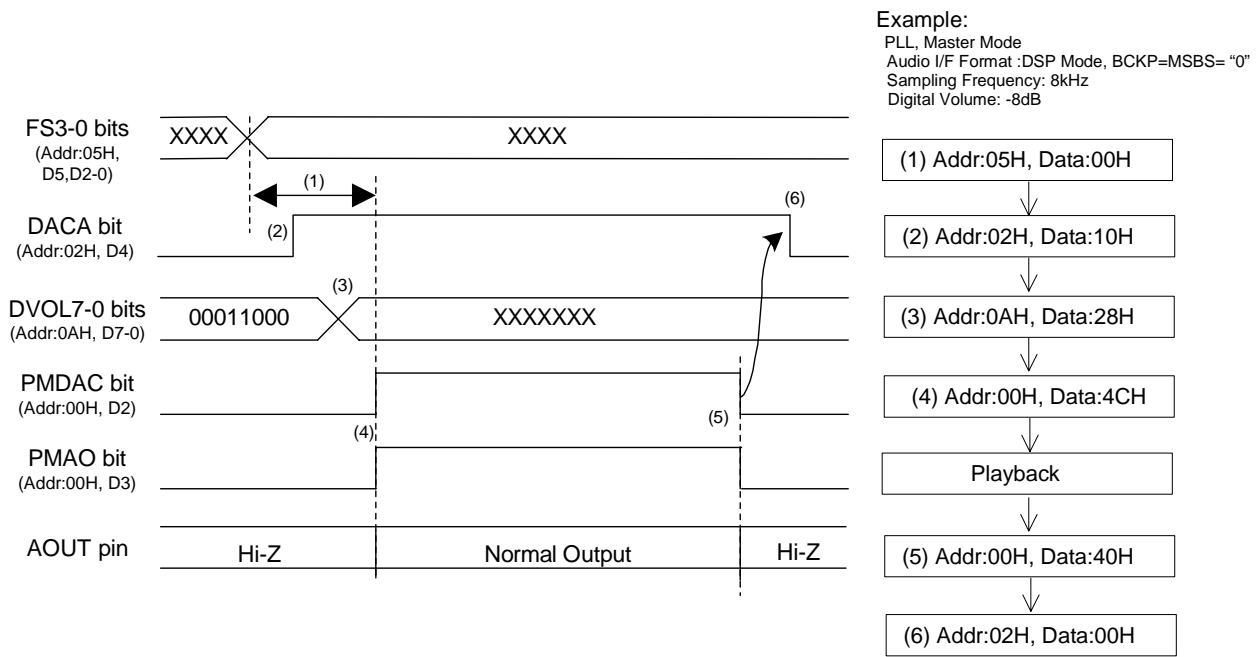 Example:
PLL, Master Mode
Audio I/F Format :DSP Mode, BCKP=MSBS= “0”
Sampling Frequency: 8kHz
Digital Volume: -8dB
FS3-0 bits
(Addr:05H,
D5,D2-0)
XXXX
XXXX
(1)
DACA bit
(Addr:02H, D4)
(2)
(6)
DVOL7-0 bits
(Addr:0AH, D7-0)
00011000
(3)
XXXXXXX
PMDAC bit
(Addr:00H, D2)
(4)
(5)
PMAO bit
(Addr:00H, D3)
AOUT pin
Hi-Z
Normal Output
Hi-Z
(1) Addr:05H, Data:00H
(2) Addr:02H, Data:10H
(3) Addr:0AH, Data:28H
(4) Addr:00H, Data:4CH
Playback
(5) Addr:00H, Data:40H
(6) Addr:02H, Data:00H